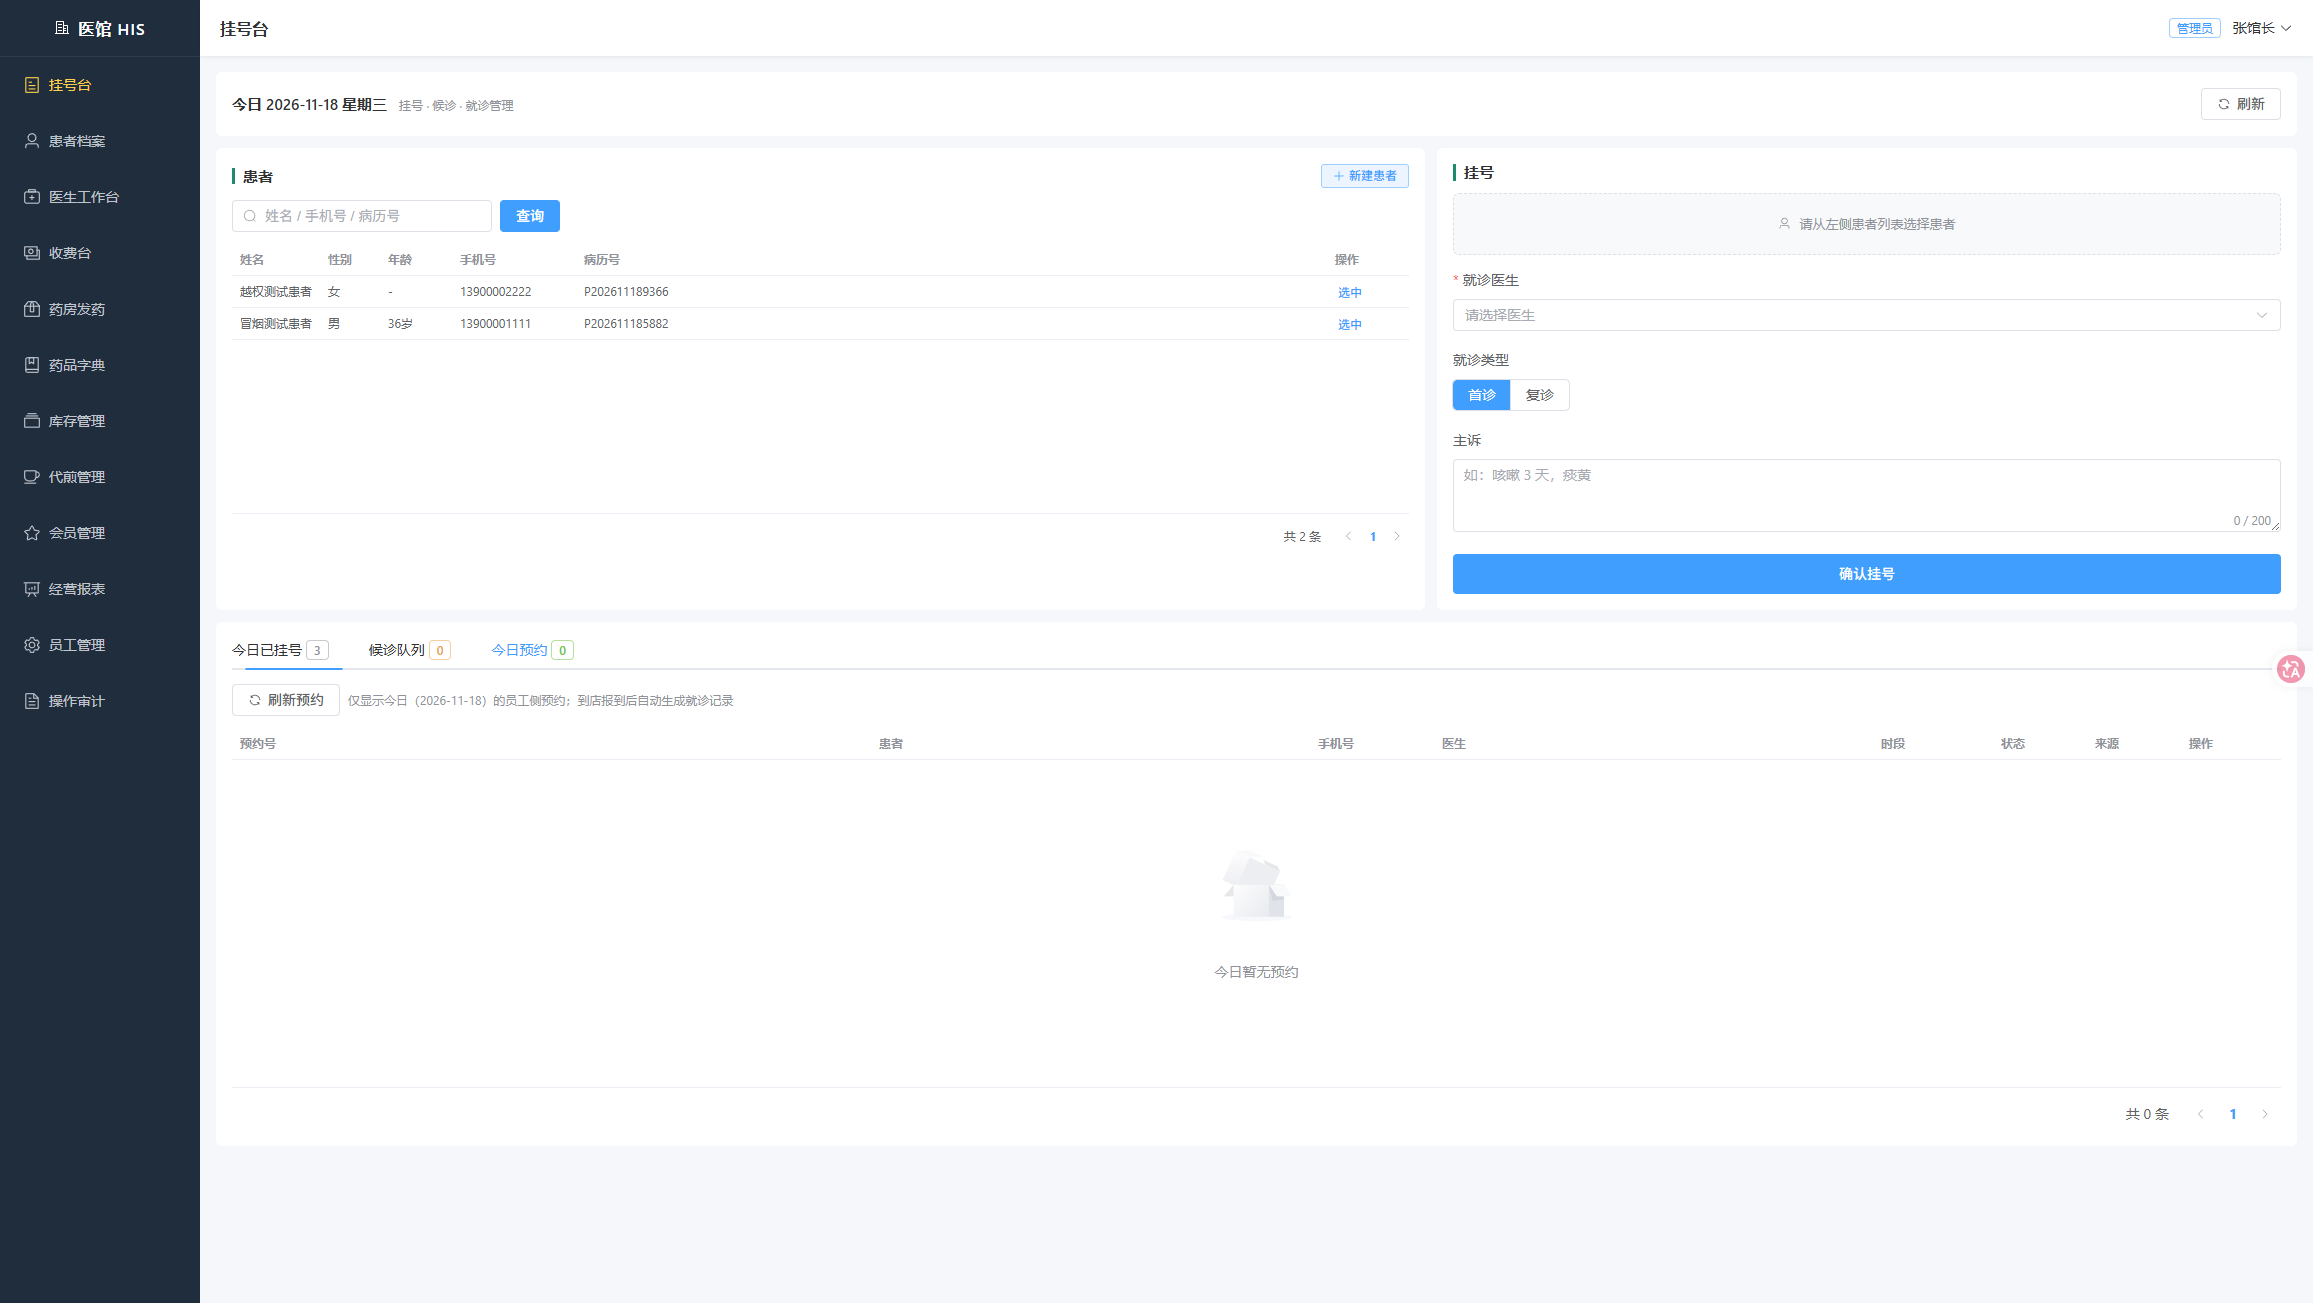 医馆 HIS
挂号台
患者档案
医生工作台
收费台
药房发药
药品字典
库存管理
代煎管理
会员管理
经营报表
员工管理
操作审计
挂号台
管理员 张馆长
今日 2026-11-18 星期三 挂号 · 候诊 · 就诊管理
刷新
患者
新建患者
姓名 / 手机号 / 病历号 查询
姓名 性别 年龄 手机号 病历号 操作
越权测试患者 女 - 13900002222 P202611189366 选中
冒烟测试患者 男 36岁 13900001111 P202611185882 选中
共 2 条 1
挂号
请从左侧患者列表选择患者
* 就诊医生
请选择医生
就诊类型
首诊 复诊
主诉
如：咳嗽 3 天，痰黄
0 / 200
确认挂号
今日已挂号 3 候诊队列 0 今日预约 0
刷新预约 仅显示今日（2026-11-18）的员工侧预约；到店报到后自动生成就诊记录
预约号 患者 手机号 医生 时段 状态 来源 操作
今日暂无预约
共 0 条 1